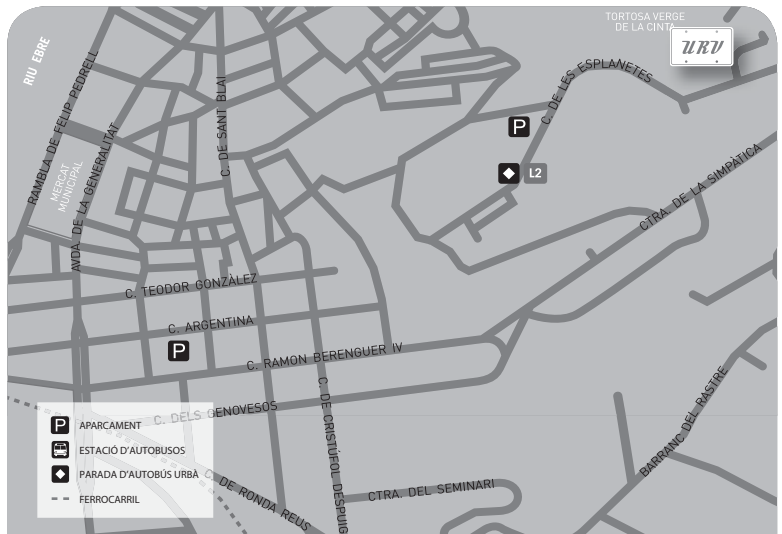 TORTOSA VERGE
DE LA CINTA
URV
RIU EBRE
RAMBLA DE FELIP PEDRELL
MERCAT
MUNICIPAL
AVDA. DE LA GENERALITAT
C. DE SANT BLAI
C. DE LES ESPLANETES
P
L2
CTRA. DE LA SIMPÀTICA
C. TEODOR GONZÀLEZ
C. ARGENTINA
P
C. RAMON BERENGUER IV
C. DELS GENOVESOS
C. DE CRISTÚFOL DESPUIG
C. DE RONDA REUS
CTRA. DEL SEMINARI
BARRANC DEL RASTRE
P APARCAMENT
ESTACIÓ D'AUTOBUSOS
PARADA D'AUTOBÚS URBÀ
FERROCARRIL